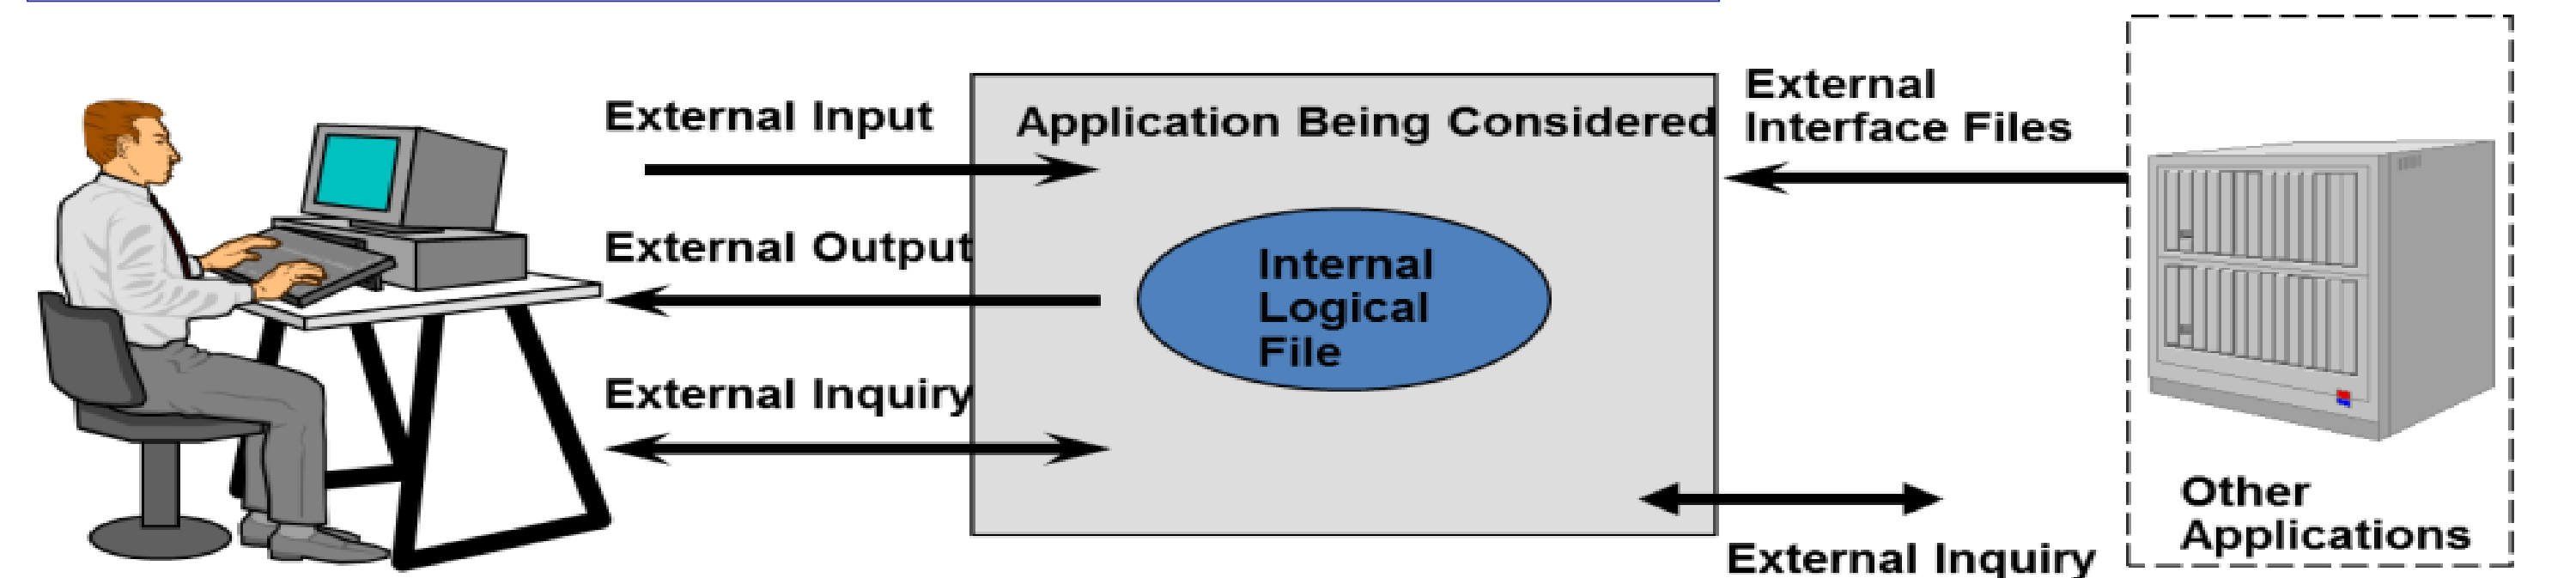 External Input
External Output
External Inquiry
Application Being Considered
Internal
Logical
File
External
Interface Files
External Inquiry
Other
Applications